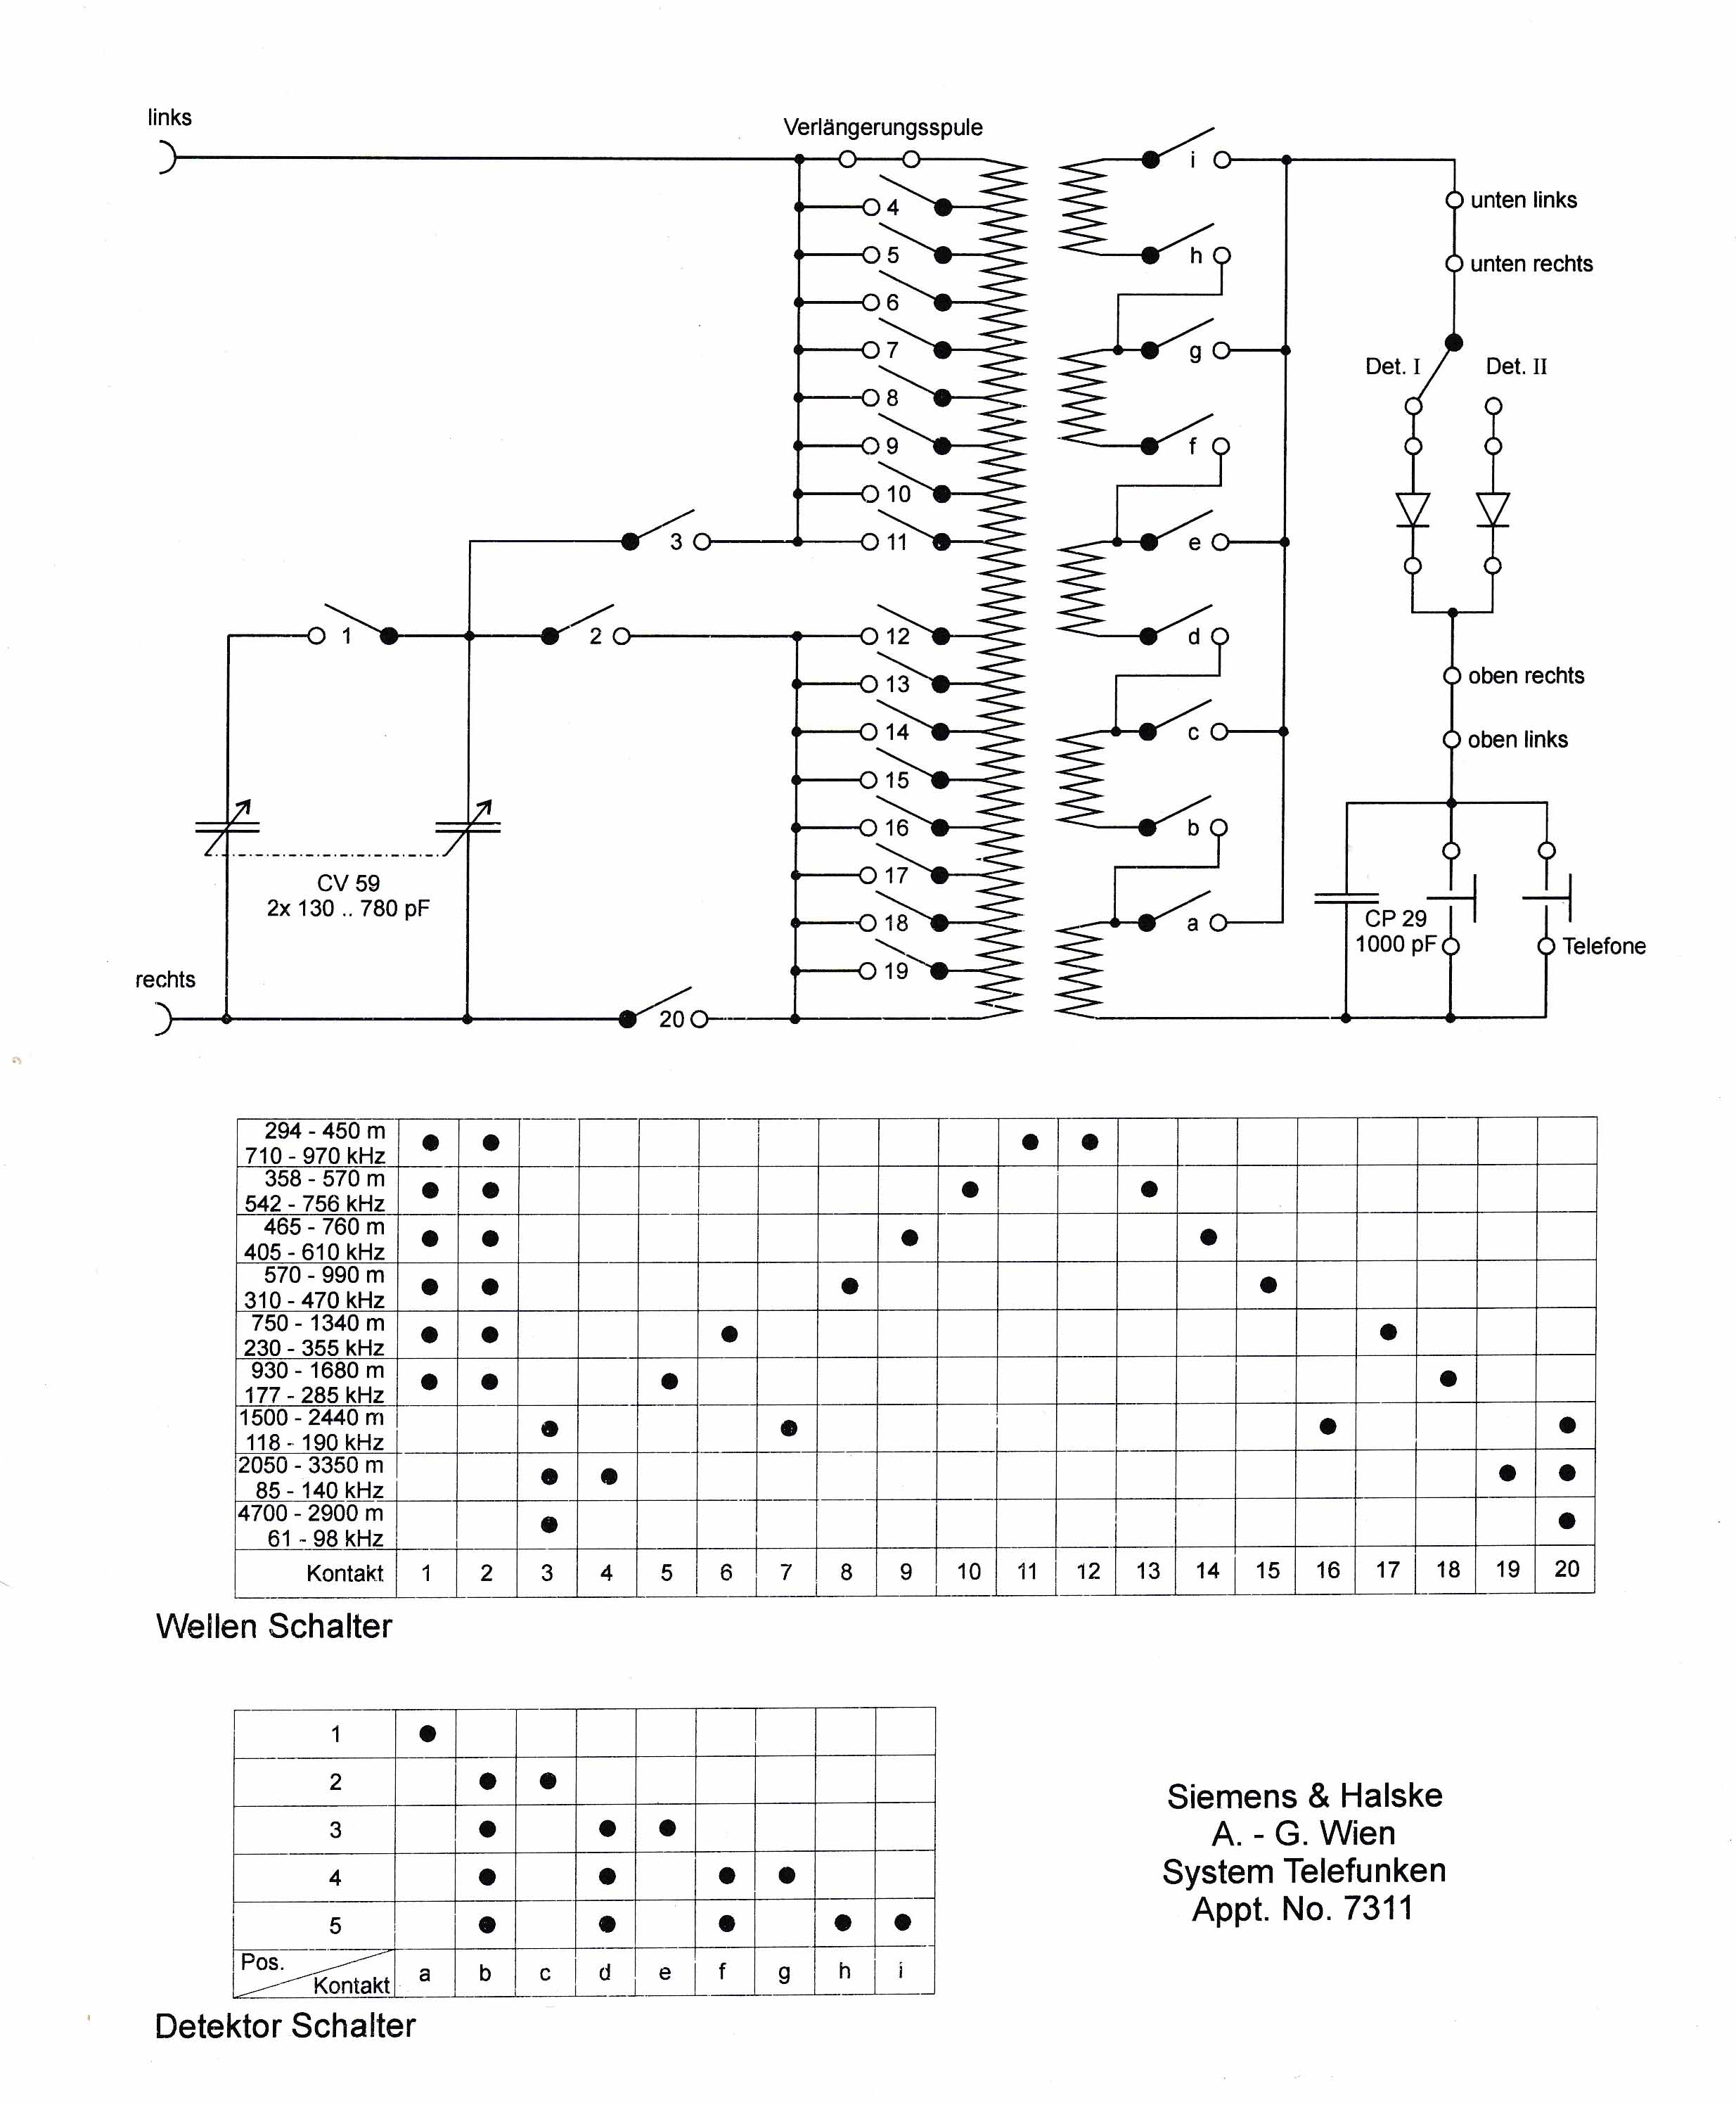 links
Verlängerungsspule
i
4
unten links
5
h
unten rechts
6
7
g
Det. I
Det. II
8
9
f
10
3
11
e
1
2
12
d
13
oben rechts
14
c
oben links
15
16
b
CV 59
2x 130 .. 780 pF
17
18
a
CP 29
1000 pF
Telefone
rechts
19
20
294 - 450 m
710 - 970 kHz
358 - 570 m
542 - 756 kHz
465 - 760 m
405 - 610 kHz
570 - 990 m
310 - 470 kHz
750 - 1340 m
230 - 355 kHz
930 - 1680 m
177 - 285 kHz
1500 - 2440 m
118 - 190 kHz
2050 - 3350 m
85 - 140 kHz
4700 - 2900 m
61 - 98 kHz
Kontakt 1 2 3 4 5 6 7 8 9 10 11 12 13 14 15 16 17 18 19 20
Wellen Schalter
1
2
3
4
5
Pos.
Kontakt a b c d e f g h i
Detektor Schalter
Siemens & Halske
A. - G. Wien
System Telefunken
Appt. No. 7311